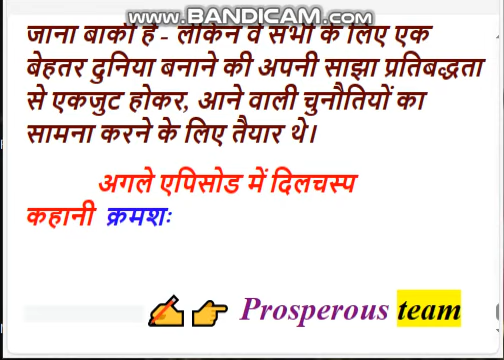 www.BANDICAM.com
जाना बाकी है - लेकिन वे सभी के लिए एक
बेहतर दुनिया बनाने की अपनी साझा प्रतिबद्धता
से एकजुट होकर, आने वाली चुनौतियों का
सामना करने के लिए तैयार थे।
अगले एपिसोड में दिलचस्प
कहानी क्रमशः
✍️ 👉 Prosperous team